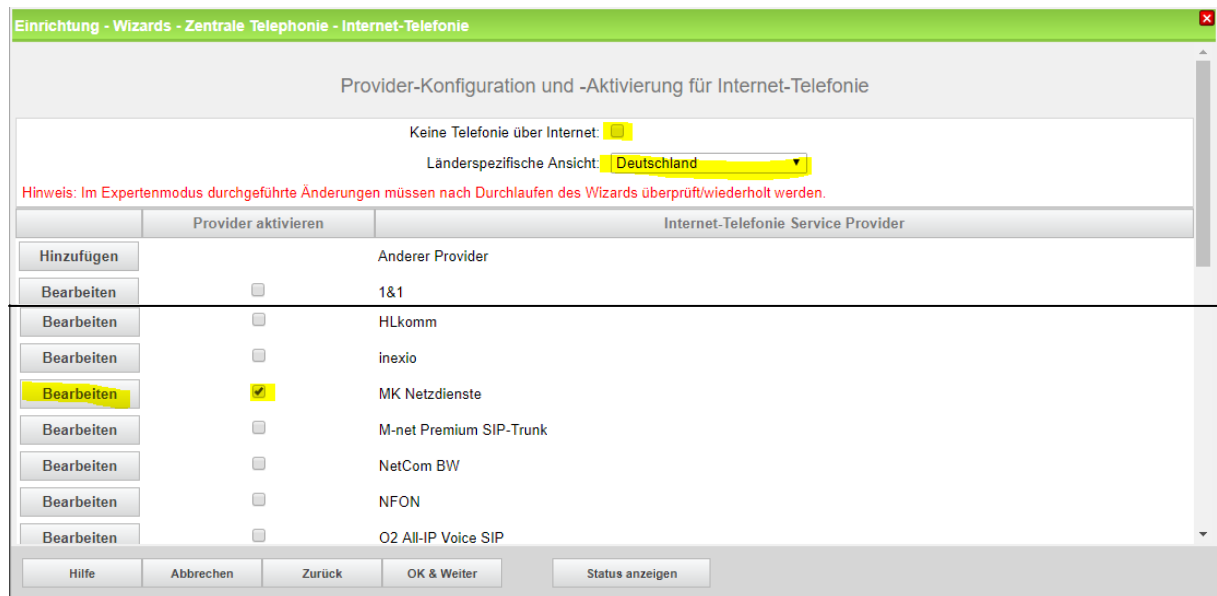 Einrichtung - Wizards - Zentrale Telephonie - Internet-Telefonie
Provider-Konfiguration und -Aktivierung für Internet-Telefonie
Keine Telefonie über Internet:
Länderspezifische Ansicht: Deutschland
Hinweis: Im Expertenmodus durchgeführte Änderungen müssen nach Durchlaufen des Wizards überprüft/wiederholt werden.
Provider aktivieren Internet-Telefonie Service Provider
Hinzufügen Anderer Provider
Bearbeiten 1&1
Bearbeiten HLkomm
Bearbeiten inexio
Bearbeiten MK Netzdienste
Bearbeiten M-net Premium SIP-Trunk
Bearbeiten NetCom BW
Bearbeiten NFON
Bearbeiten O2 All-IP Voice SIP
Hilfe Abbrechen Zurück OK & Weiter Status anzeigen